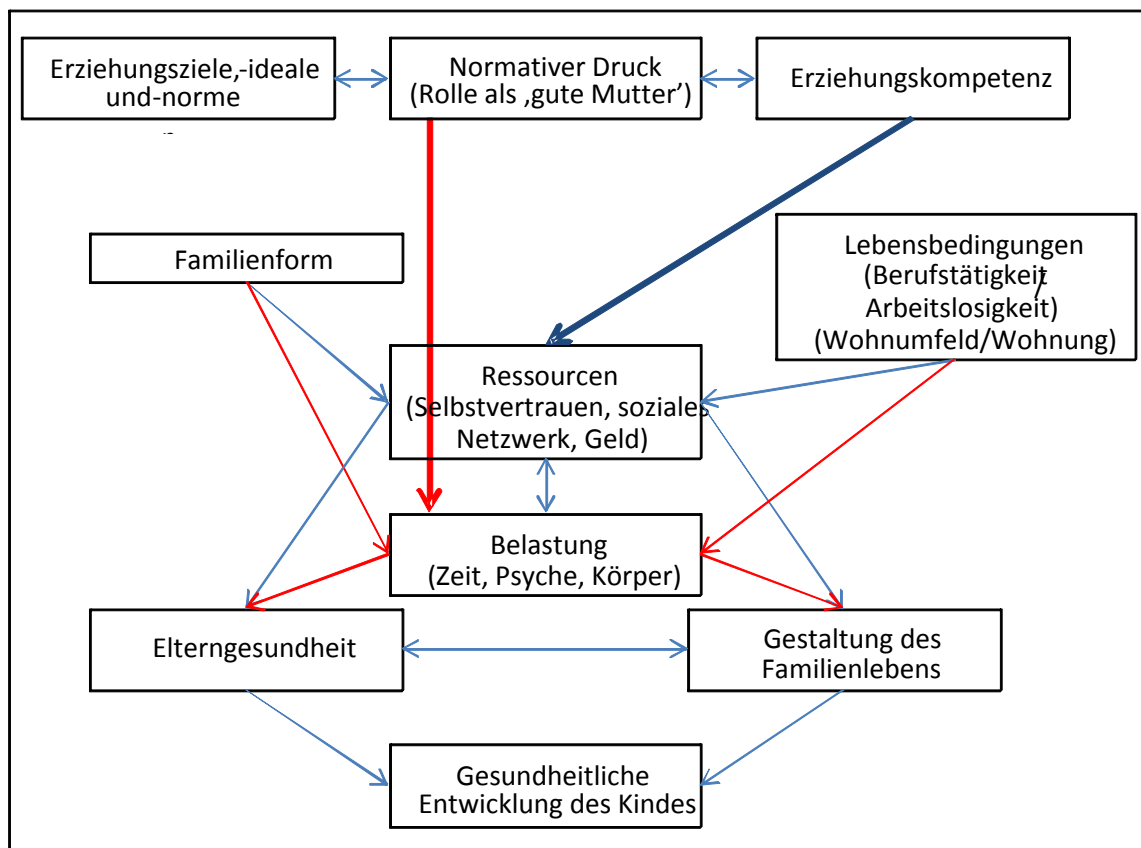 Erziehungsziele,-ideale
und-norme
n
Normativer Druck
(Rolle als ‚gute Mutter’)
Erziehungskompetenz
Familienform
Lebensbedingungen
(Berufstätigkeit
/
Arbeitslosigkeit)
(Wohnumfeld/Wohnung)
Ressourcen
(Selbstvertrauen, soziales
Netzwerk, Geld)
Belastung
(Zeit, Psyche, Körper)
Elterngesundheit
Gestaltung des
Familienlebens
Gesundheitliche
Entwicklung des Kindes